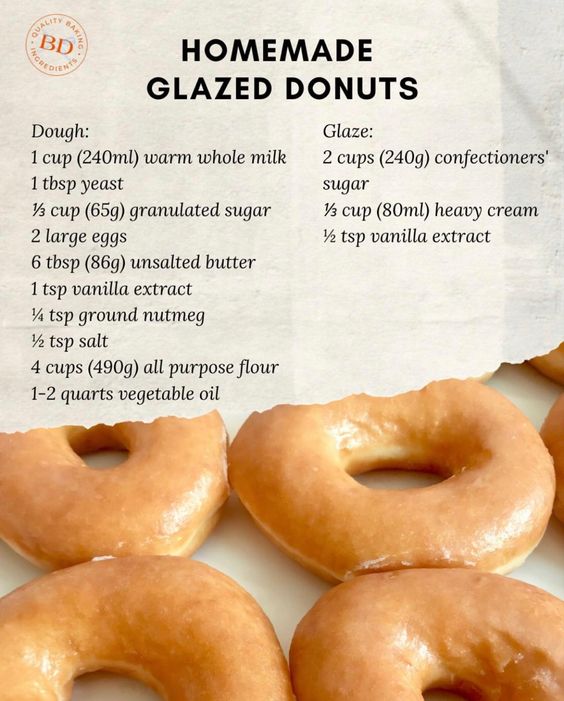 QUALITY BAKING
BD
INGREDIENTS
HOMEMADE
GLAZED DONUTS
Dough:
1 cup (240ml) warm whole milk
1 tbsp yeast
⅓ cup (65g) granulated sugar
2 large eggs
6 tbsp (86g) unsalted butter
1 tsp vanilla extract
¼ tsp ground nutmeg
½ tsp salt
4 cups (490g) all purpose flour
1-2 quarts vegetable oil
Glaze:
2 cups (240g) confectioners'
sugar
⅓ cup (80ml) heavy cream
½ tsp vanilla extract